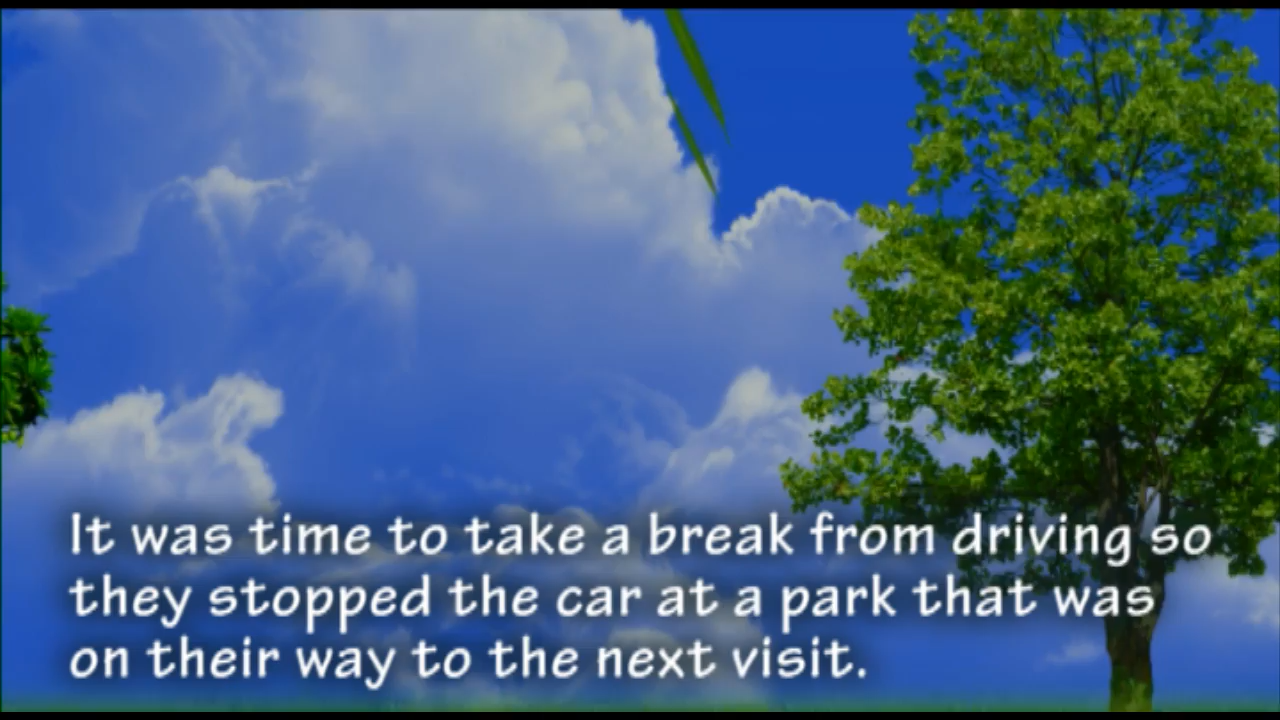 It was time to take a break from driving so
they stopped the car at a park that was
on their way to the next visit.